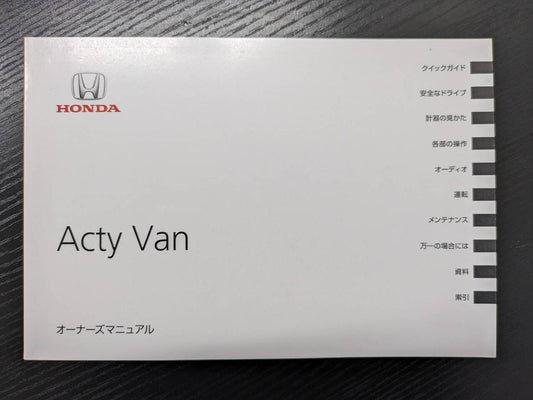 HONDA
Acty Van
オーナーズマニュアル
クイックガイド
安全なドライブ
計器の見かた
各部の操作
オーディオ
運転
メンテナンス
万一の場合には
資料
索引